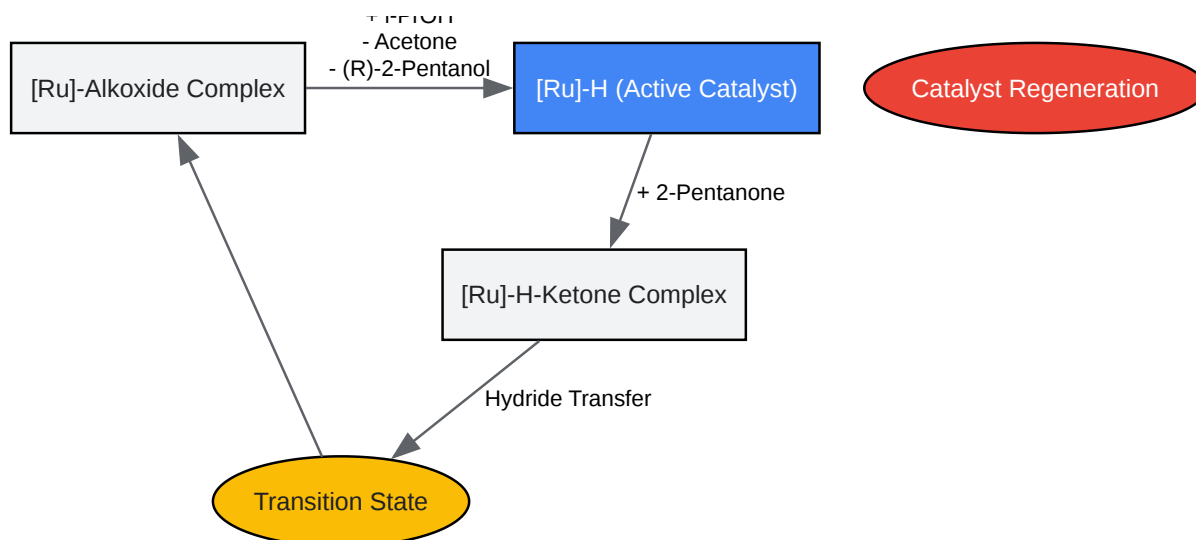 - Acetone
- (R)-2-Pentanol
[Ru]-Alkoxide Complex
[Ru]-H (Active Catalyst)
Catalyst Regeneration
+ 2-Pentanone
[Ru]-H-Ketone Complex
Hydride Transfer
Transition State